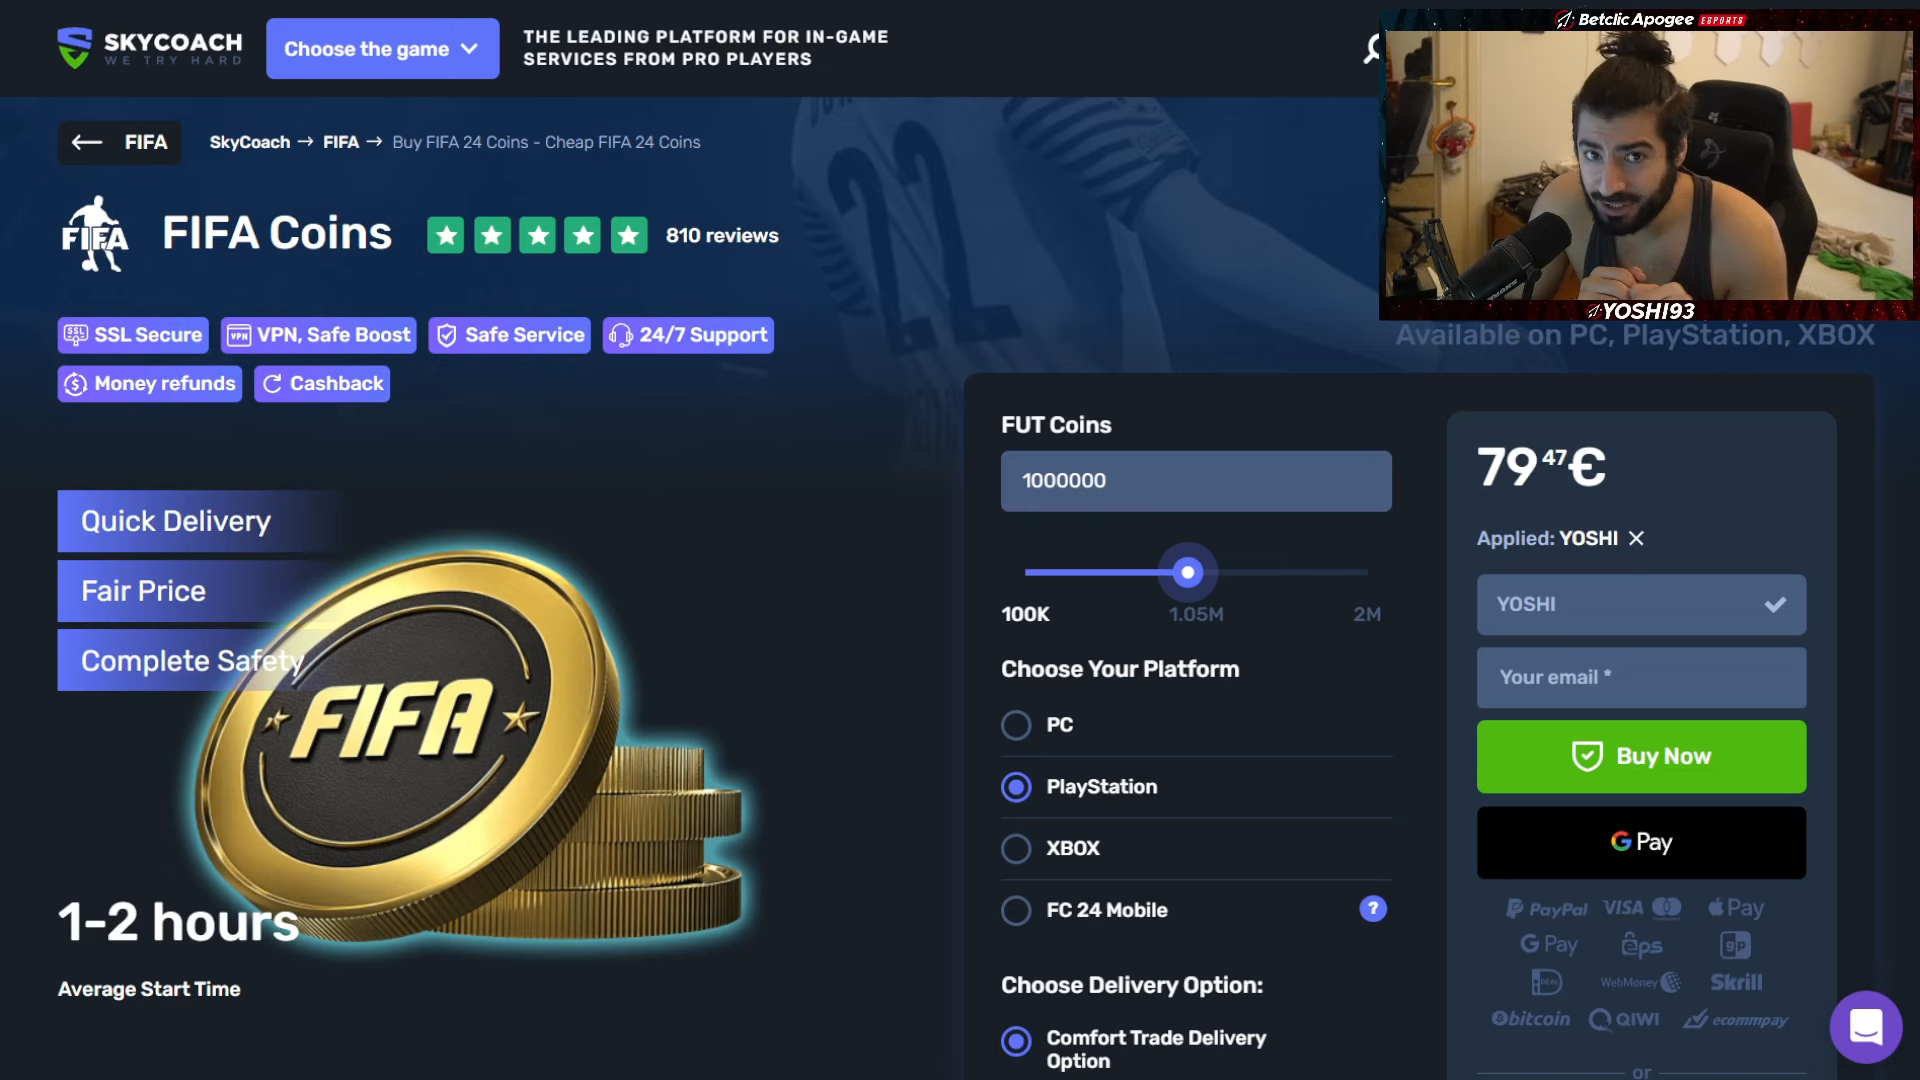 SKYCOACH
WE TRY HARD
Choose the game
THE LEADING PLATFORM FOR IN-GAME
SERVICES FROM PRO PLAYERS
Betclic Apogee ESPORTS
YOSHI93
FIFA
SkyCoach → FIFA → Buy FIFA 24 Coins - Cheap FIFA 24 Coins
FIFA
FIFA Coins
810 reviews
22
SSL Secure
VPN VPN, Safe Boost
Safe Service
24/7 Support
Money refunds
Cashback
Available on PC, PlayStation, XBOX
Quick Delivery
Fair Price
Complete Safety
FIFA
1-2 hours
Average Start Time
FUT Coins
1000000
100K
1.05M
2M
Choose Your Platform
PC
PlayStation
XBOX
FC 24 Mobile
?
Choose Delivery Option:
Comfort Trade Delivery
Option
79 47 €
Applied: YOSHI
YOSHI
Your email *
Buy Now
G Pay
PayPal VISA Pay
G Pay eps gp
iDEAL WebMoney Skrill
bitcoin QIWI ecommpay
or